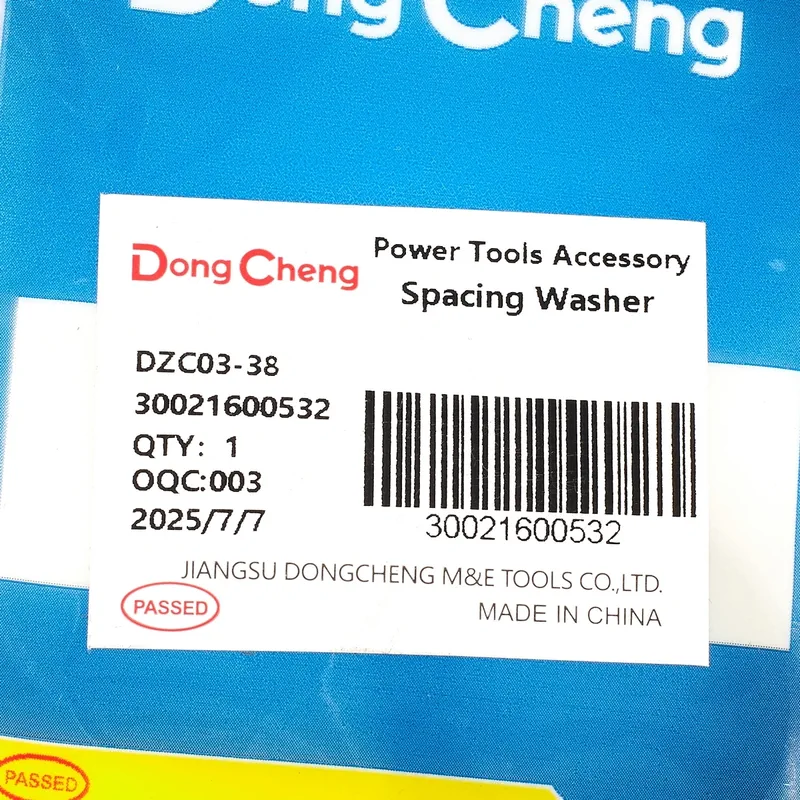 Dong Cheng
Dong Cheng
Power Tools Accessory
Spacing Washer
DZC03-38
30021600532
QTY: 1
OQC:003
2025/7/7
30021600532
JIANGSU DONGCHENG M&E TOOLS CO.,LTD.
PASSED
MADE IN CHINA
PASSED